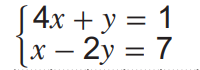 4x + y = 1
x − 2y = 7